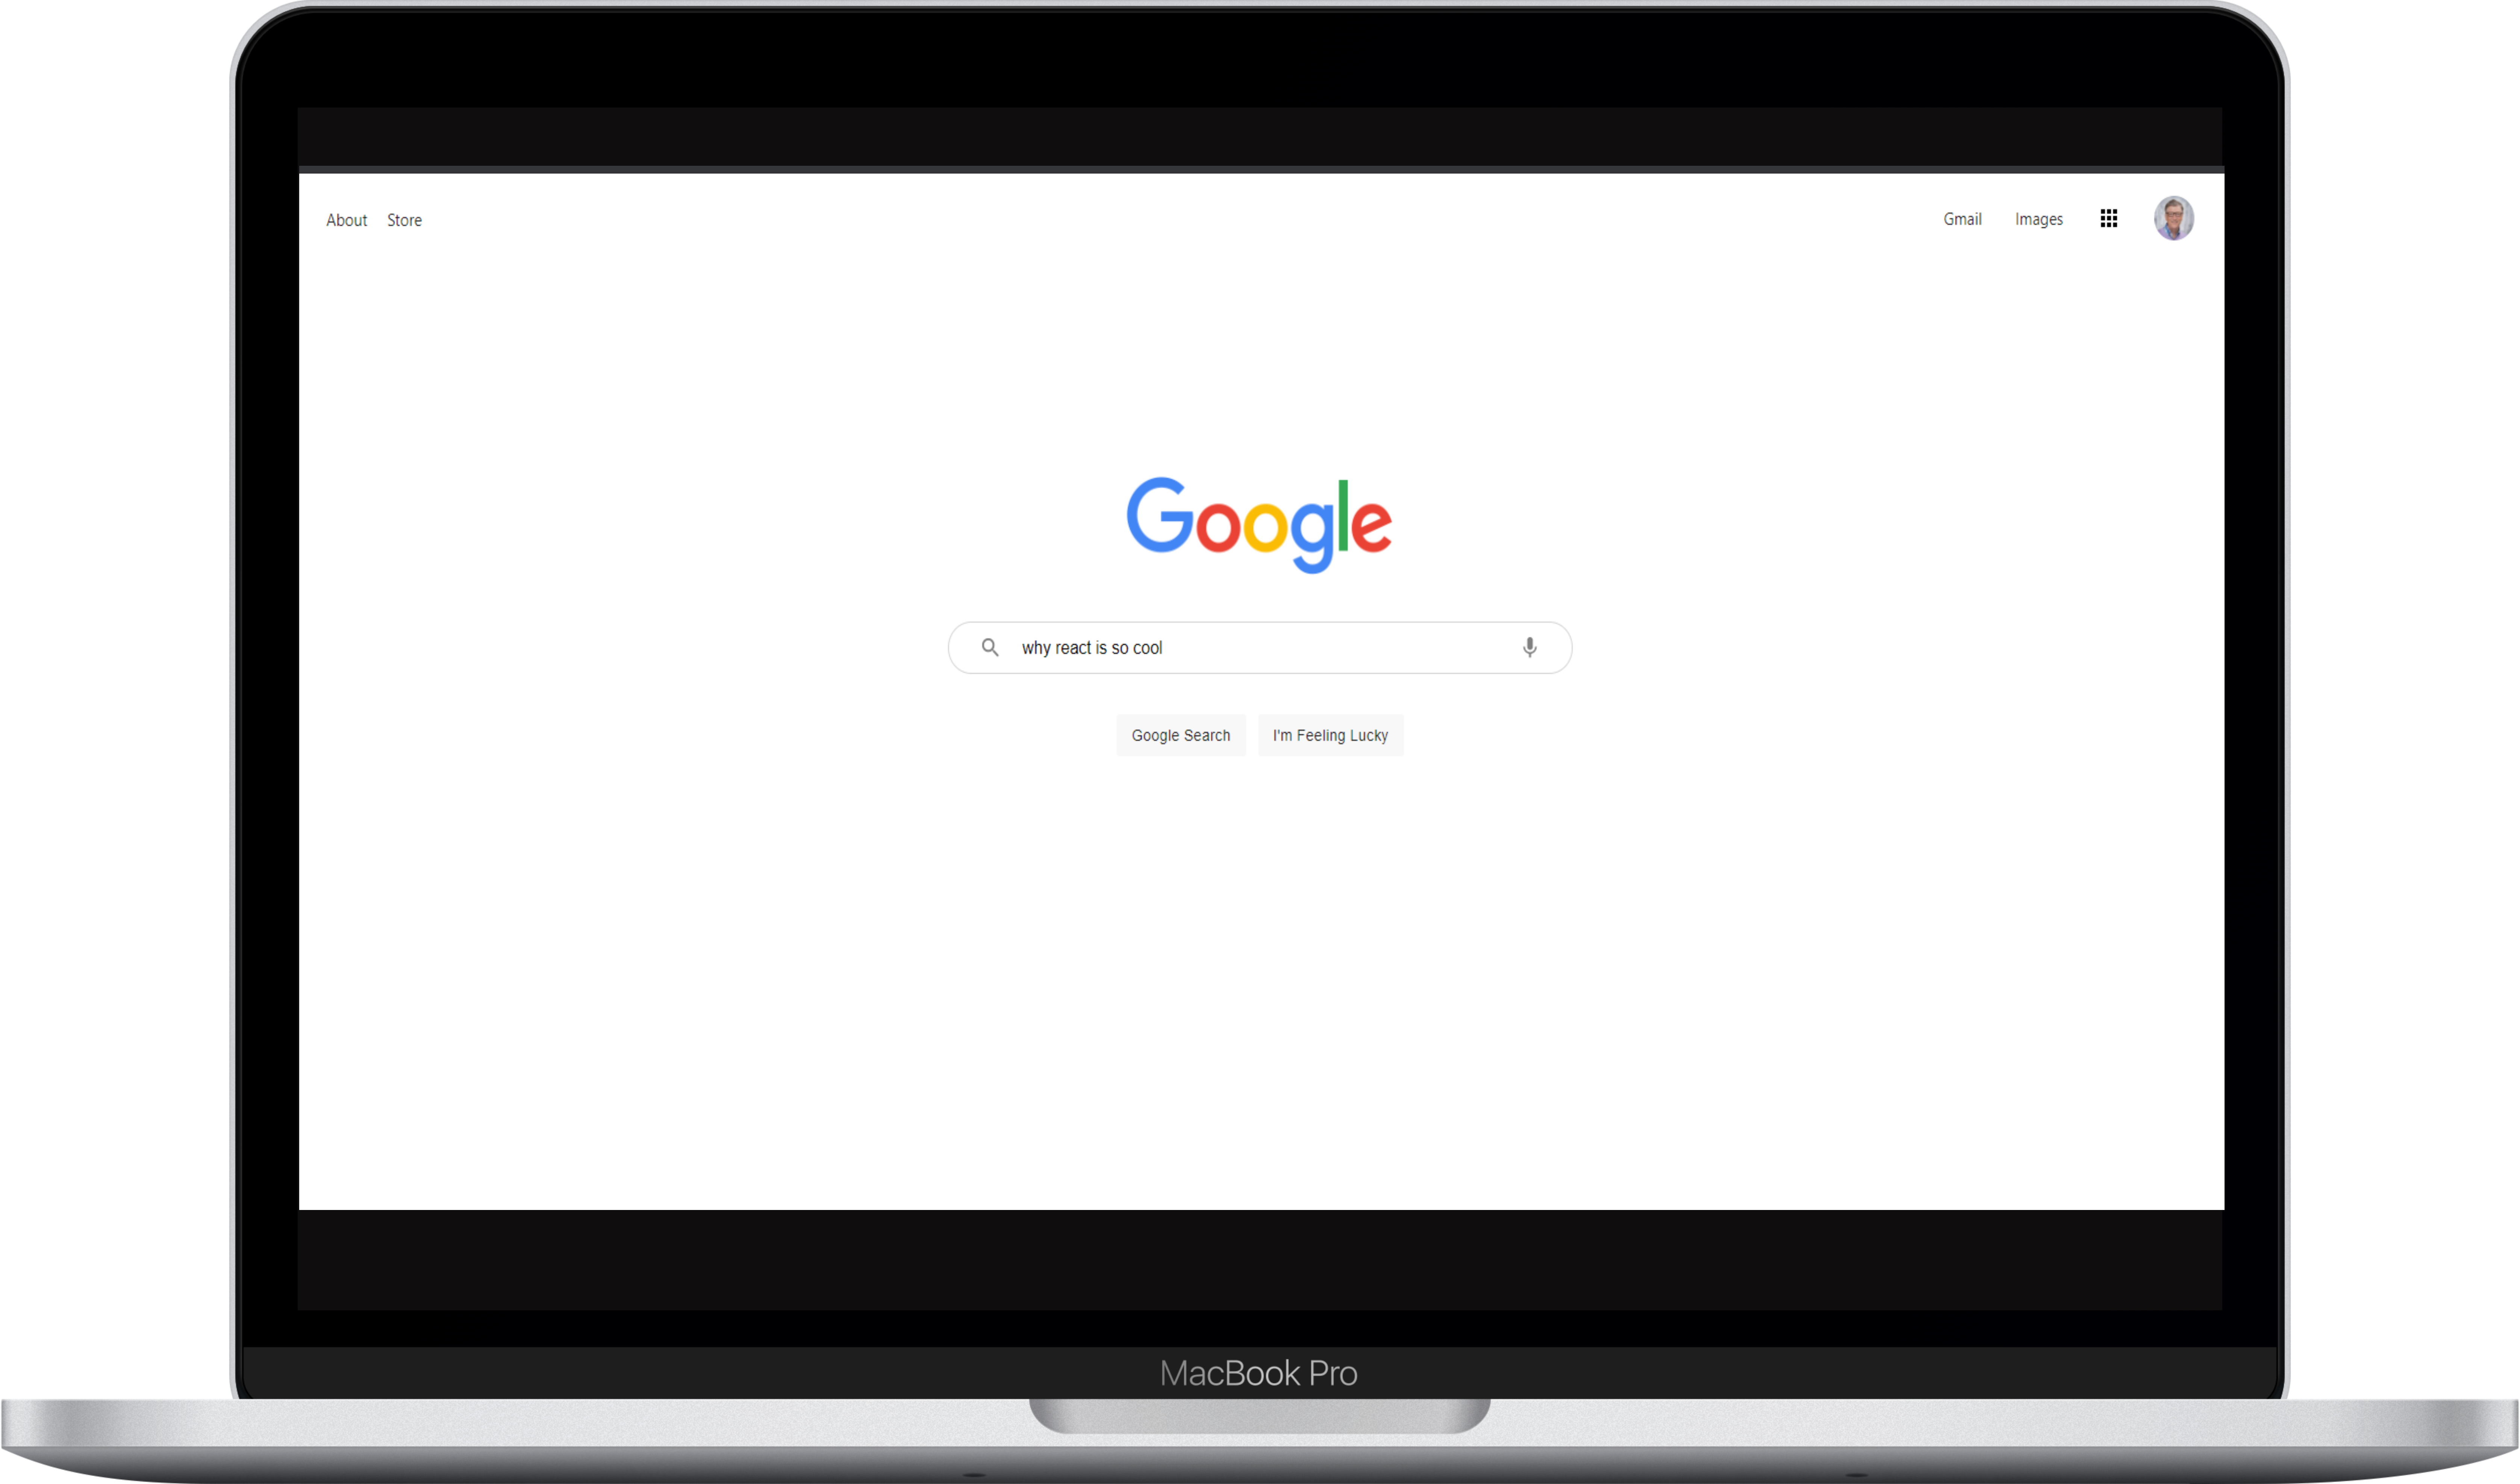 About Store
Gmail Images
Google
why react is so cool
Google Search I'm Feeling Lucky
MacBook Pro